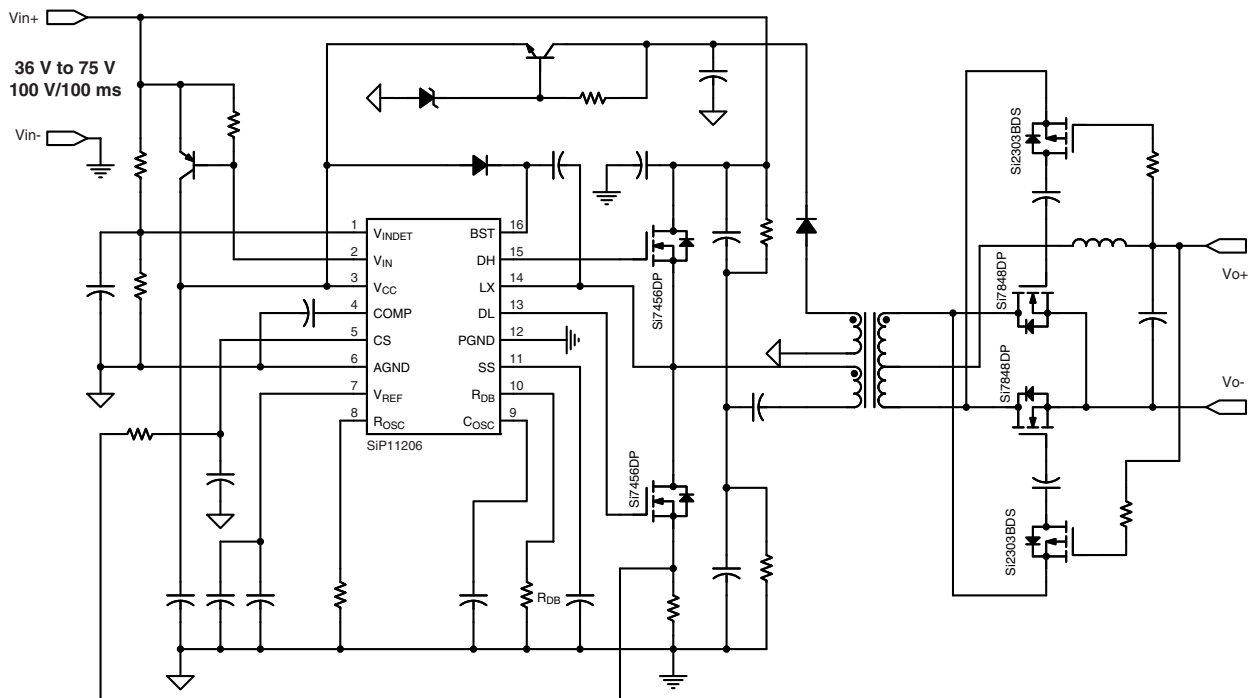 Vin+
36 V to 75 V
100 V/100 ms
Vin-
1
VINDET
BST
16
2
VIN
DH
15
3
VCC
LX
14
4
COMP
DL
13
5
CS
PGND
12
6
AGND
SS
11
7
VREF
RDB
10
8
ROSC
COSC
9
SiP11206
RDB
Si7456DP
Si7456DP
Si2303BDS
Si7848DP
Si7848DP
Si2303BDS
Vo+
Vo-